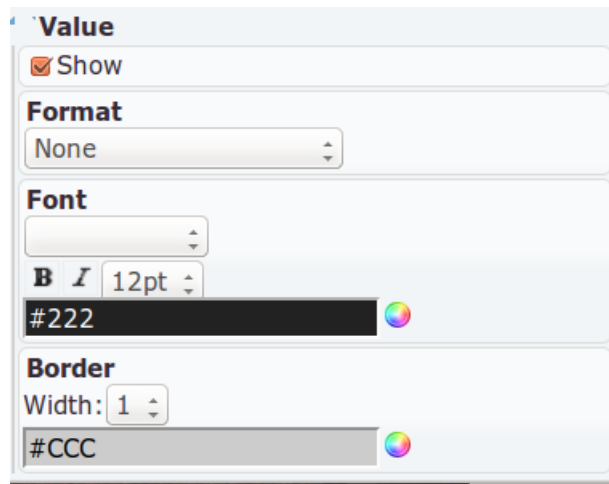 Value
Show
Format
None
Font
B I 12pt
#222
Border
Width: 1
#CCC